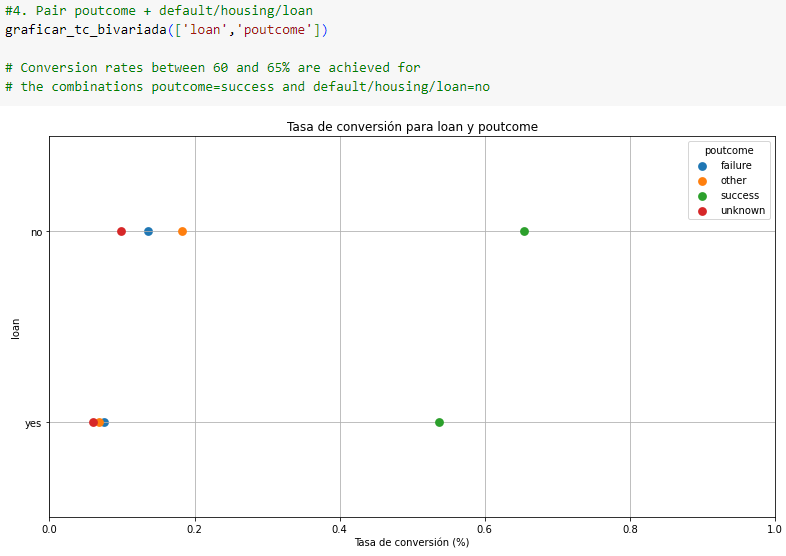 #4. Pair poutcome + default/housing/loan
graficar_tc_bivariada(['loan','poutcome'])
# Conversion rates between 60 and 65% are achieved for
# the combinations poutcome=success and default/housing/loan=no
Tasa de conversión para loan y poutcome
poutcome
failure
other
success
unknown
no
loan
yes
0.0 0.2 0.4 0.6 0.8 1.0
Tasa de conversión (%)